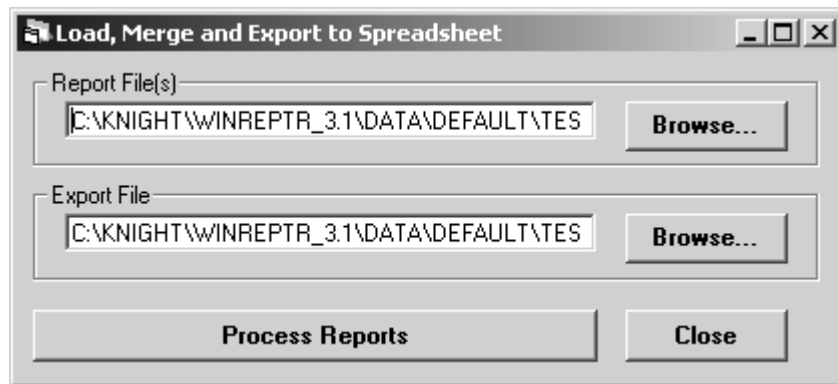 Load, Merge and Export to Spreadsheet
Report File(s)
C:\KNIGHT\WINREPTR_3.1\DATA\DEFAULT\TES
Browse...
Export File
C:\KNIGHT\WINREPTR_3.1\DATA\DEFAULT\TES
Browse...
Process Reports
Close